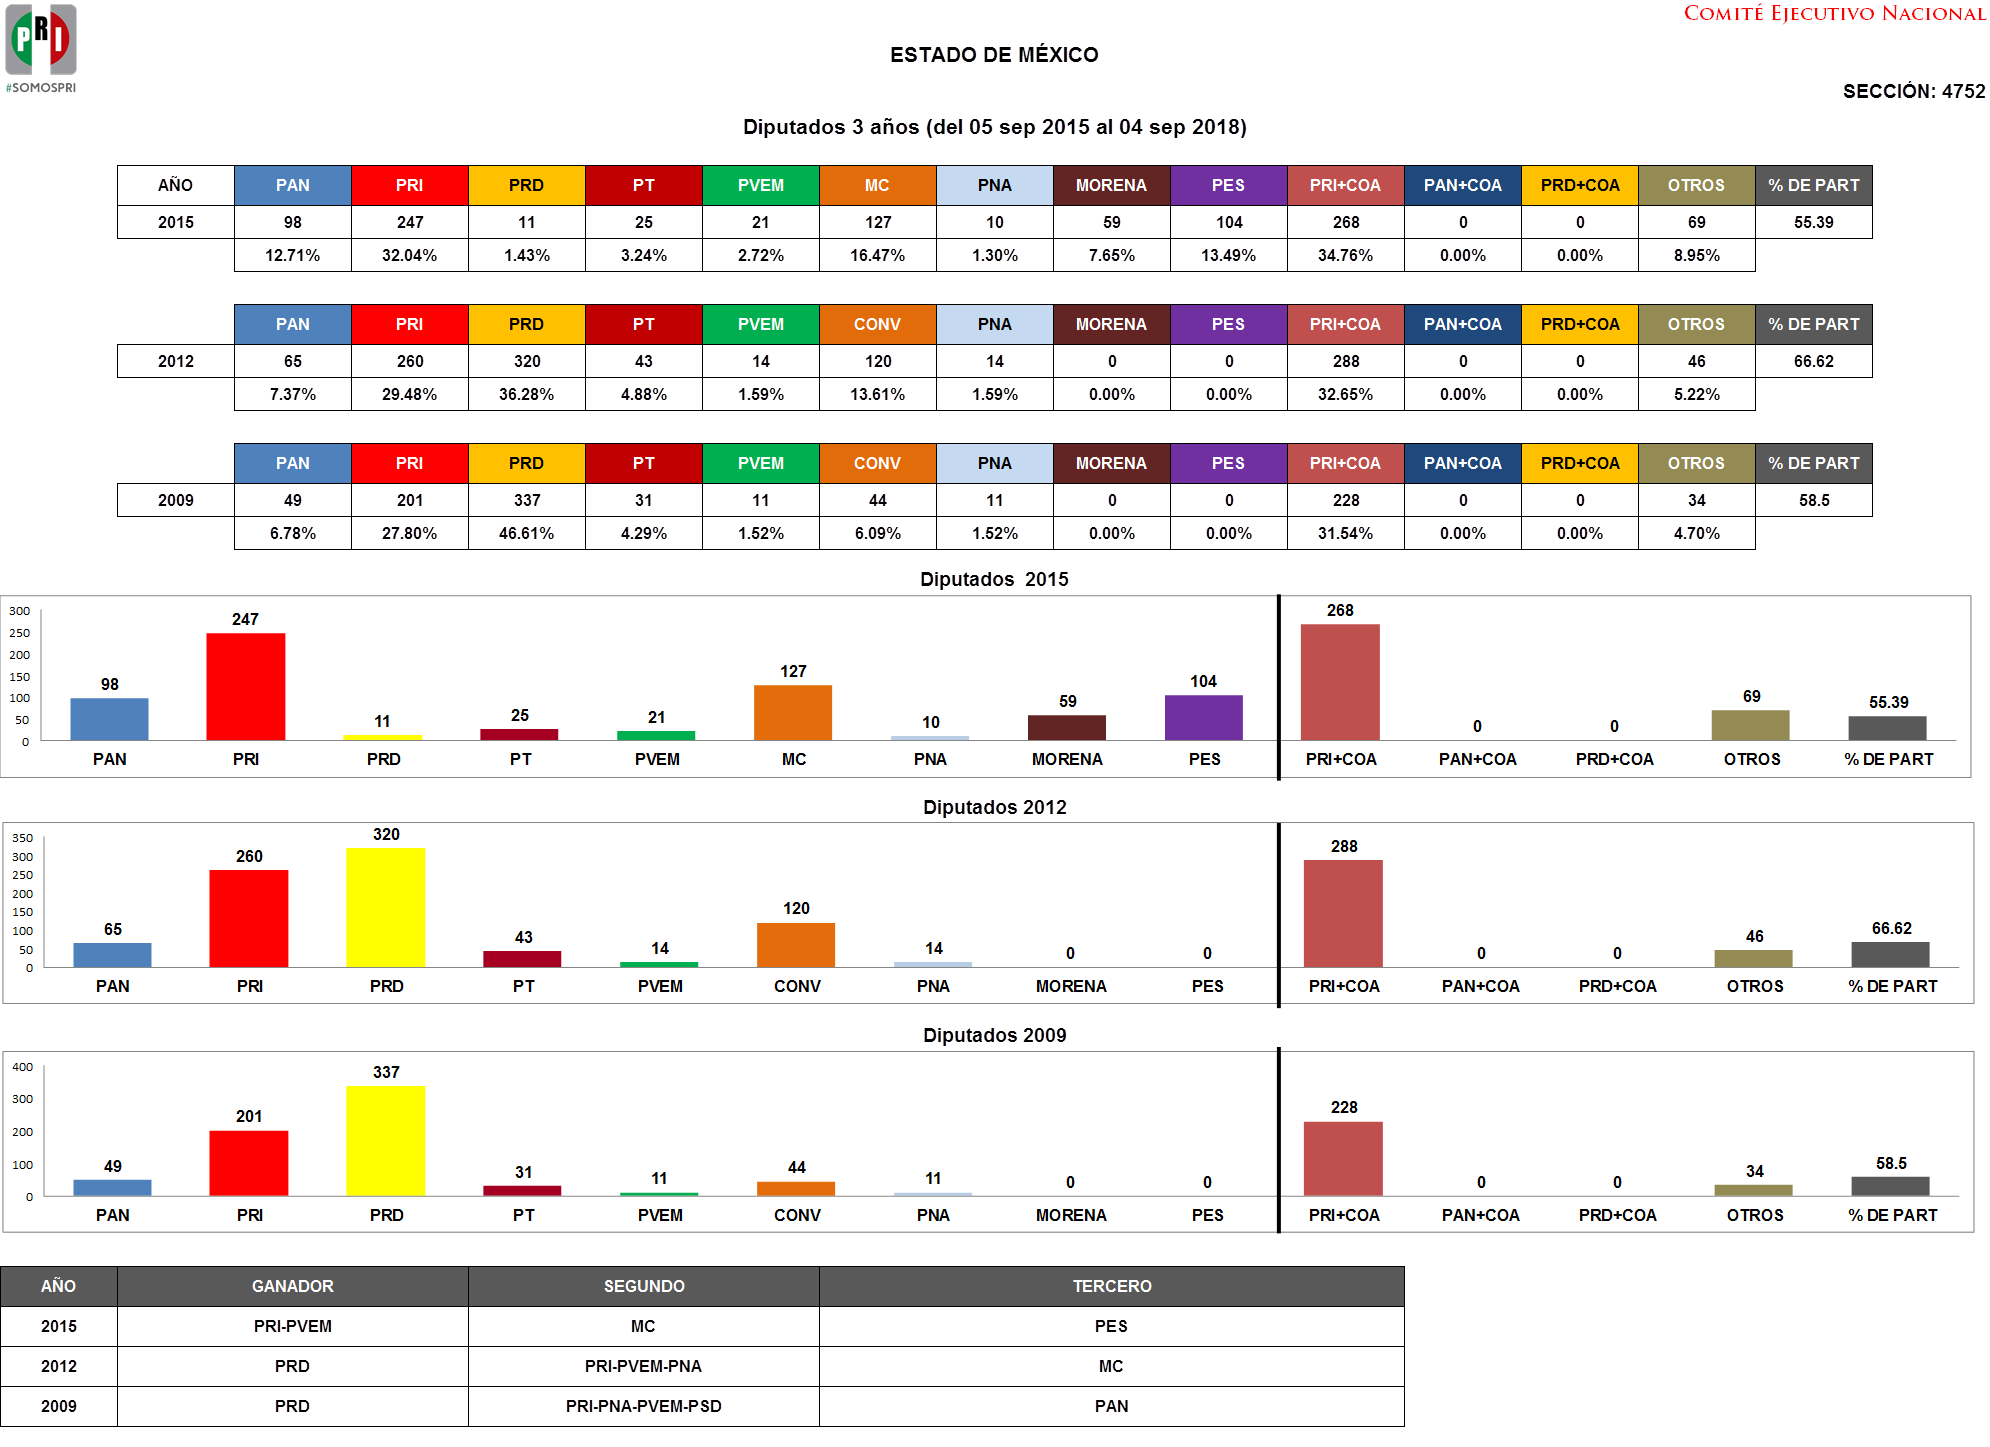 PRI
#SOMOSPRI
COMITÉ EJECUTIVO NACIONAL
ESTADO DE MÉXICO
SECCIÓN: 4752
Diputados 3 años (del 05 sep 2015 al 04 sep 2018)
AÑO PAN PRI PRD PT PVEM MC PNA MORENA PES PRI+COA PAN+COA PRD+COA OTROS % DE PART
2015 98 247 11 25 21 127 10 59 104 268 0 0 69 55.39
12.71% 32.04% 1.43% 3.24% 2.72% 16.47% 1.30% 7.65% 13.49% 34.76% 0.00% 0.00% 8.95%
PAN PRI PRD PT PVEM CONV PNA MORENA PES PRI+COA PAN+COA PRD+COA OTROS % DE PART
2012 65 260 320 43 14 120 14 0 0 288 0 0 46 66.62
7.37% 29.48% 36.28% 4.88% 1.59% 13.61% 1.59% 0.00% 0.00% 32.65% 0.00% 0.00% 5.22%
PAN PRI PRD PT PVEM CONV PNA MORENA PES PRI+COA PAN+COA PRD+COA OTROS % DE PART
2009 49 201 337 31 11 44 11 0 0 228 0 0 34 58.5
6.78% 27.80% 46.61% 4.29% 1.52% 6.09% 1.52% 0.00% 0.00% 31.54% 0.00% 0.00% 4.70%
Diputados 2015
300
250
200
150
100
50
0
98 247 11 25 21 127 10 59 104 268 0 0 69 55.39
PAN PRI PRD PT PVEM MC PNA MORENA PES PRI+COA PAN+COA PRD+COA OTROS % DE PART
Diputados 2012
350
300
250
200
150
100
50
0
65 260 320 43 14 120 14 0 0 288 0 0 46 66.62
PAN PRI PRD PT PVEM CONV PNA MORENA PES PRI+COA PAN+COA PRD+COA OTROS % DE PART
Diputados 2009
400
300
200
100
0
49 201 337 31 11 44 11 0 0 228 0 0 34 58.5
PAN PRI PRD PT PVEM CONV PNA MORENA PES PRI+COA PAN+COA PRD+COA OTROS % DE PART
AÑO GANADOR SEGUNDO TERCERO
2015 PRI-PVEM MC PES
2012 PRD PRI-PVEM-PNA MC
2009 PRD PRI-PNA-PVEM-PSD PAN